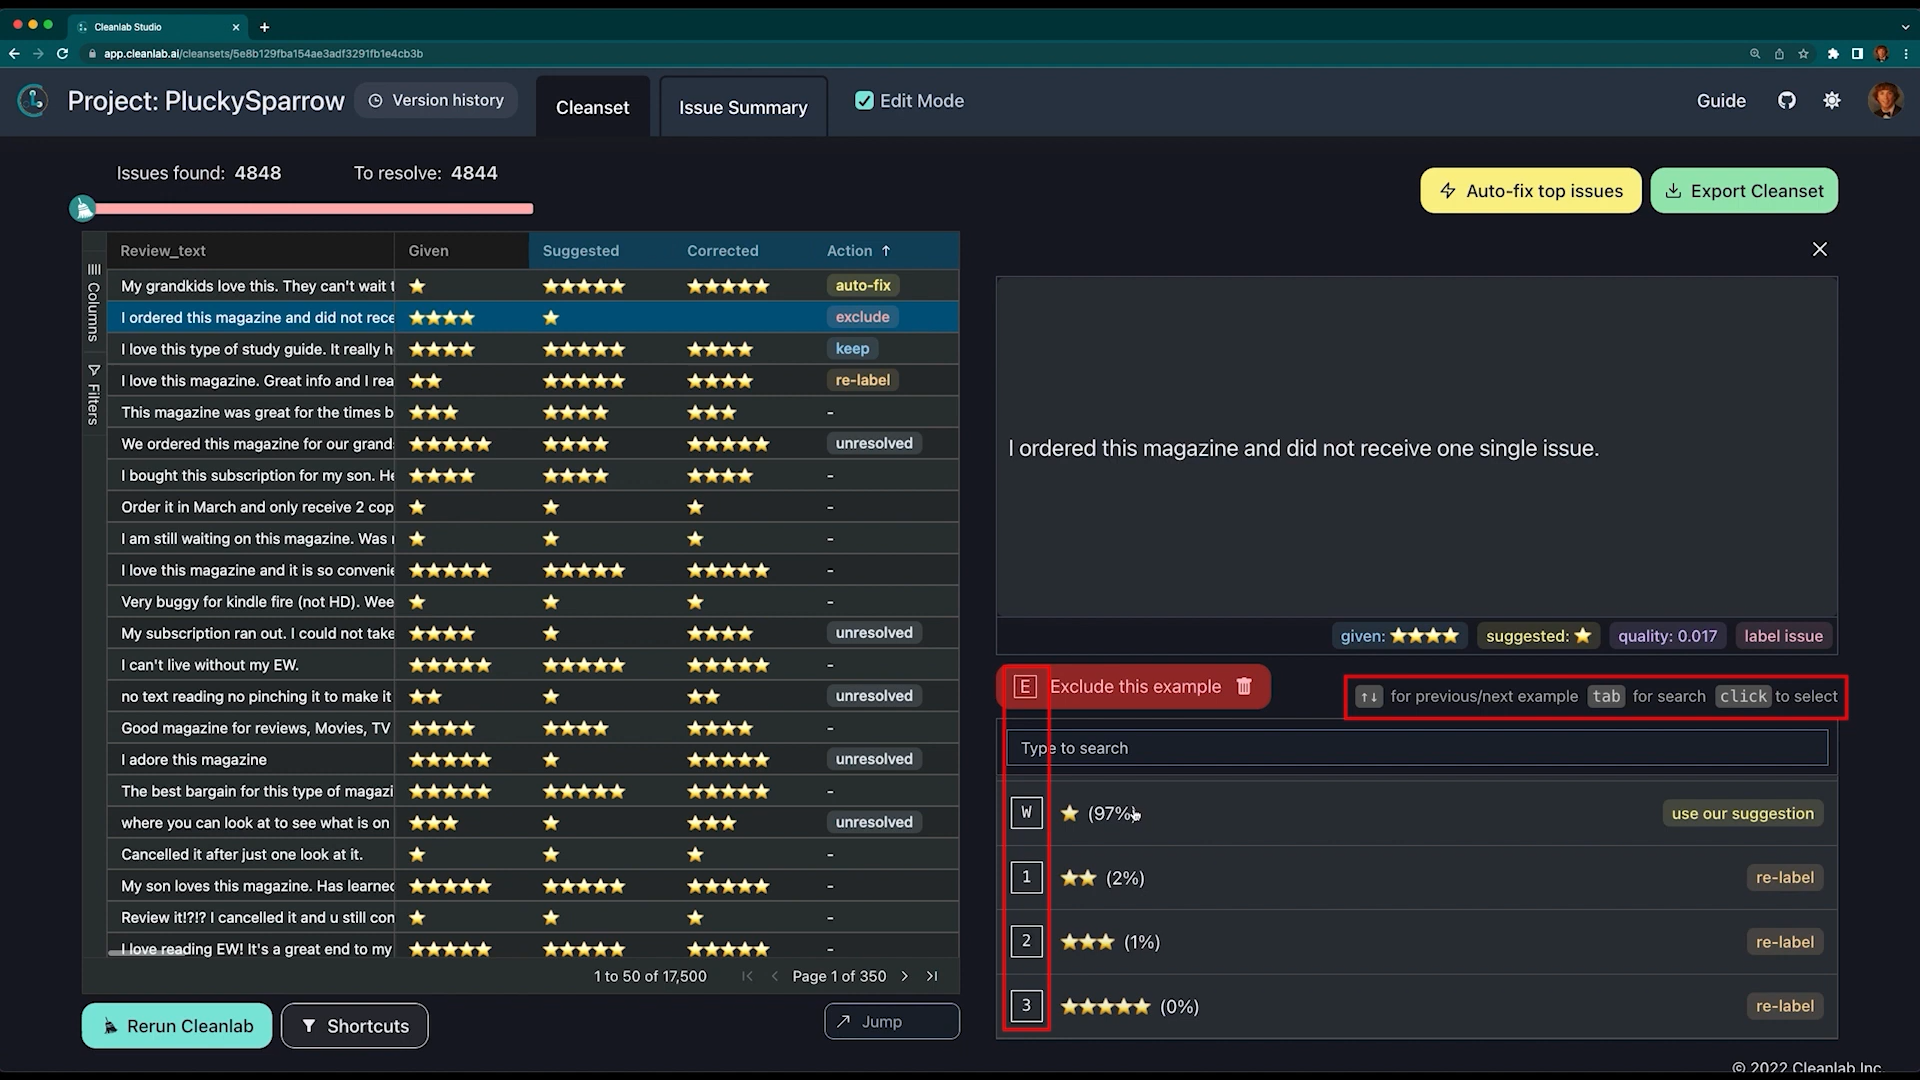 Cleanlab Studio
app.cleanlab.ai/cleansets/5e8b129fba154ae3adf3291fb1e4cb3b
Project: PluckySparrow
Version history
Cleanset
Issue Summary
Edit Mode
Guide
Issues found: 4848
To resolve: 4844
Auto-fix top issues
Export Cleanset
Columns
Filters
Review_text Given Suggested Corrected Action ↑
My grandkids love this. They can't wait t auto-fix
I ordered this magazine and did not rece exclude
I love this type of study guide. It really h keep
I love this magazine. Great info and I rea re-label
This magazine was great for the times b -
We ordered this magazine for our grand unresolved
I bought this subscription for my son. He -
Order it in March and only receive 2 cop -
I am still waiting on this magazine. Was -
I love this magazine and it is so convenie -
Very buggy for kindle fire (not HD). Wee -
My subscription ran out. I could not take unresolved
I can't live without my EW. -
no text reading no pinching it to make it unresolved
Good magazine for reviews, Movies, TV -
I adore this magazine unresolved
The best bargain for this type of magazi -
where you can look at to see what is on unresolved
Cancelled it after just one look at it. -
My son loves this magazine. Has learned -
Review it!?!? I cancelled it and u still con -
I love reading EW! It's a great end to my
1 to 50 of 17,500
Page 1 of 350
Rerun Cleanlab
Shortcuts
Jump
I ordered this magazine and did not receive one single issue.
given: ⭐⭐⭐⭐ suggested: ⭐ quality: 0.017 label issue
E Exclude this example
↑↓ for previous/next example tab for search click to select
Type to search
W ⭐ (97%) use our suggestion
1 ⭐⭐ (2%) re-label
2 ⭐⭐⭐ (1%) re-label
3 ⭐⭐⭐⭐⭐ (0%) re-label
© 2022 Cleanlab Inc.